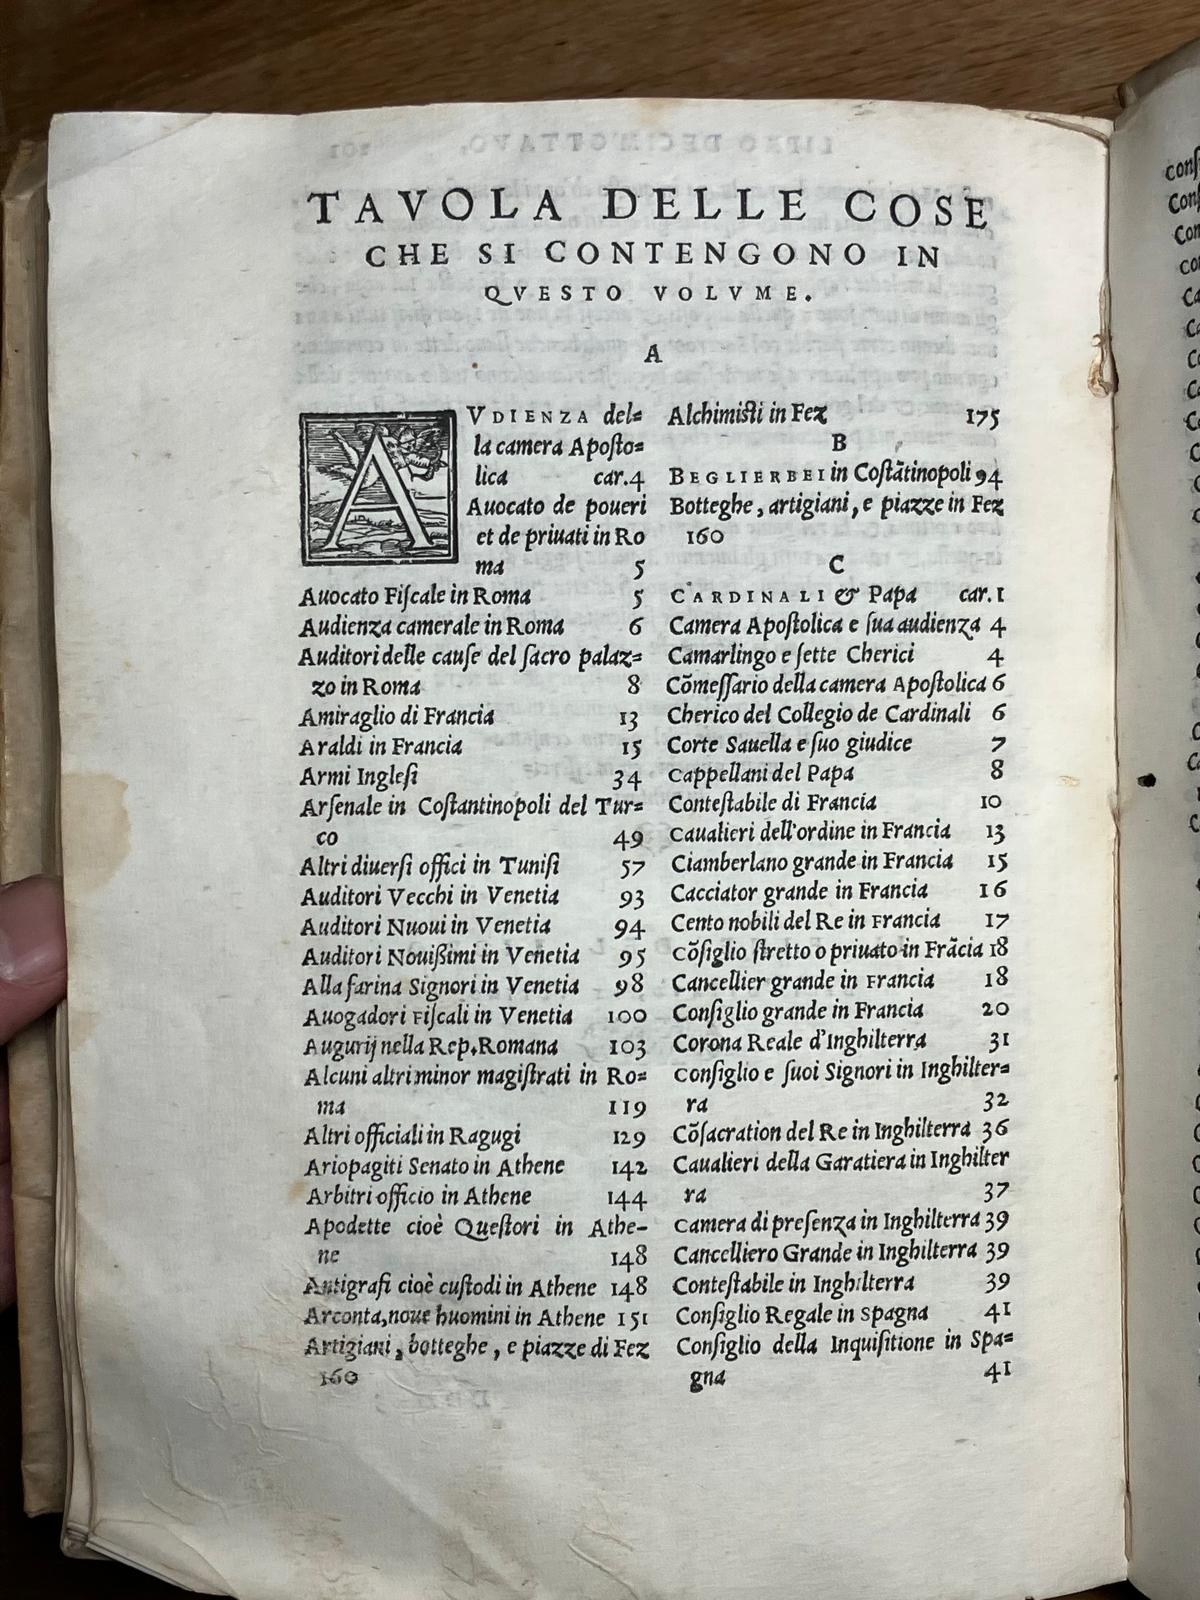 TAVOLA DELLE COSE
CHE SI CONTENGONO IN
QVESTO VOLVME.
A
AVDIENZA del=
la camera Apoſto=
lica car.4
Auocato de poueri
et de priuati in Ro
ma 5
Auocato Fiſcale in Roma 5
Audienza camerale in Roma 6
Auditori delle cauſe del ſacro palaz=
zo in Roma 8
Amiraglio di Francia 13
Araldi in Francia 15
Armi Ingleſi 34
Arſenale in Coſtantinopoli del Tur=
co 49
Altri diuerſi offici in Tuniſi 57
Auditori Vecchi in Venetia 93
Auditori Nuoui in Venetia 94
Auditori Nouißimi in Venetia 95
Alla farina Signori in Venetia 98
Auogadori Fiſcali in Venetia 100
Augurij nella Rep. Romana 103
Alcuni altri minor magiſtrati in Ro=
ma 119
Altri officiali in Ragugi 129
Ariopagiti Senato in Athene 142
Arbitri officio in Athene 144
Apodette cioè Queſtori in Athe-
ne 148
Antigrafi cioè cuſtodi in Athene 148
Arconta, noue huomini in Athene 151
Artigiani, botteghe, e piazze di Fez
160
Alchimiſti in Fez 175
B
BEGLIERBEI in Coſtãtinopoli 94
Botteghe, artigiani, e piazze in Fez
160
C
CARDINALI & Papa car.1
Camera Apoſtolica e ſua audienza 4
Camarlingo e ſette Cherici 4
Cõmeſſario della camera Apoſtolica 6
Cherico del Collegio de Cardinali 6
Corte Sauella e ſuo giudice 7
Cappellani del Papa 8
Conteſtabile di Francia 10
Caualieri dell'ordine in Francia 13
Ciamberlano grande in Francia 15
Cacciator grande in Francia 16
Cento nobili del Re in Francia 17
Cõſiglio ſtretto o priuato in Frãcia 18
Cancellier grande in Francia 18
Conſiglio grande in Francia 20
Corona Reale d'Inghilterra 31
Conſiglio e ſuoi Signori in Inghilter=
ra 32
Cõſacration del Re in Inghilterra 36
Caualieri della Garatiera in Inghilter
ra 37
Camera di preſenza in Inghilterra 39
Cancelliero Grande in Inghilterra 39
Conteſtabile in Inghilterra 39
Conſiglio Regale in Spagna 41
Conſiglio della Inquiſitione in Spa=
gna 41